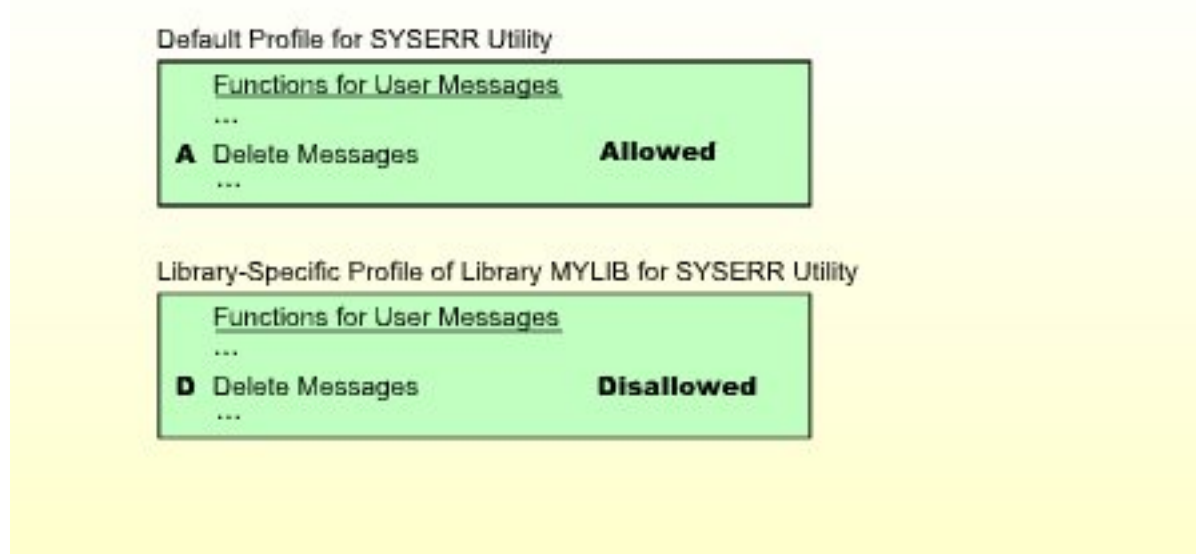 Default Profile for SYSERR Utility
Functions for User Messages
...
A Delete Messages Allowed
...
Library-Specific Profile of Library MYLIB for SYSERR Utility
Functions for User Messages
...
D Delete Messages Disallowed
...